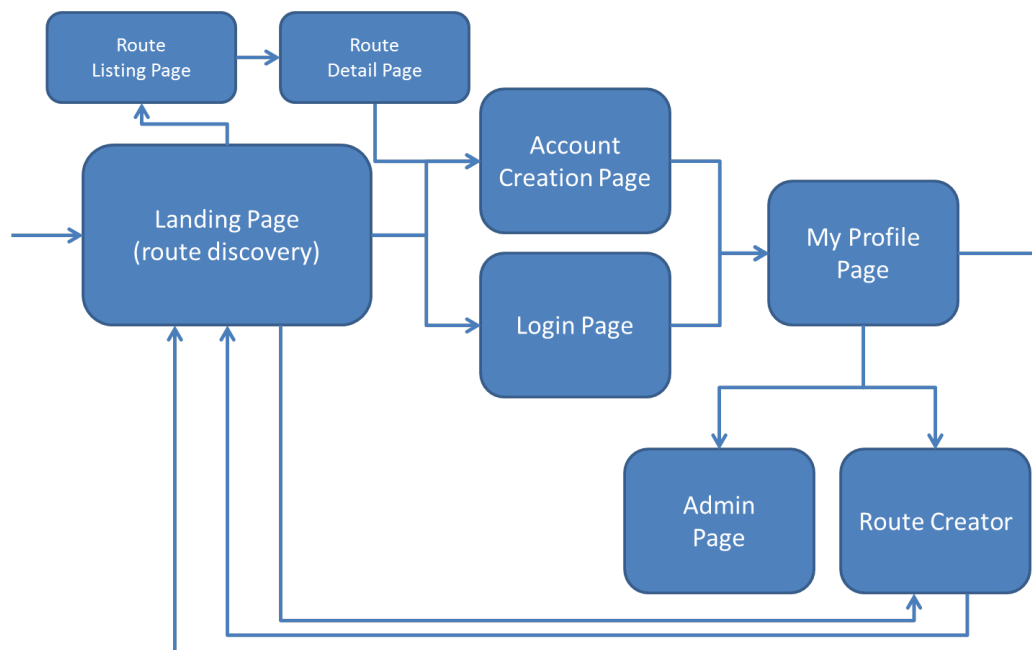 Route
Listing Page
Route
Detail Page
Account
Creation Page
Landing Page
(route discovery)
My Profile
Page
Login Page
Admin
Page
Route Creator